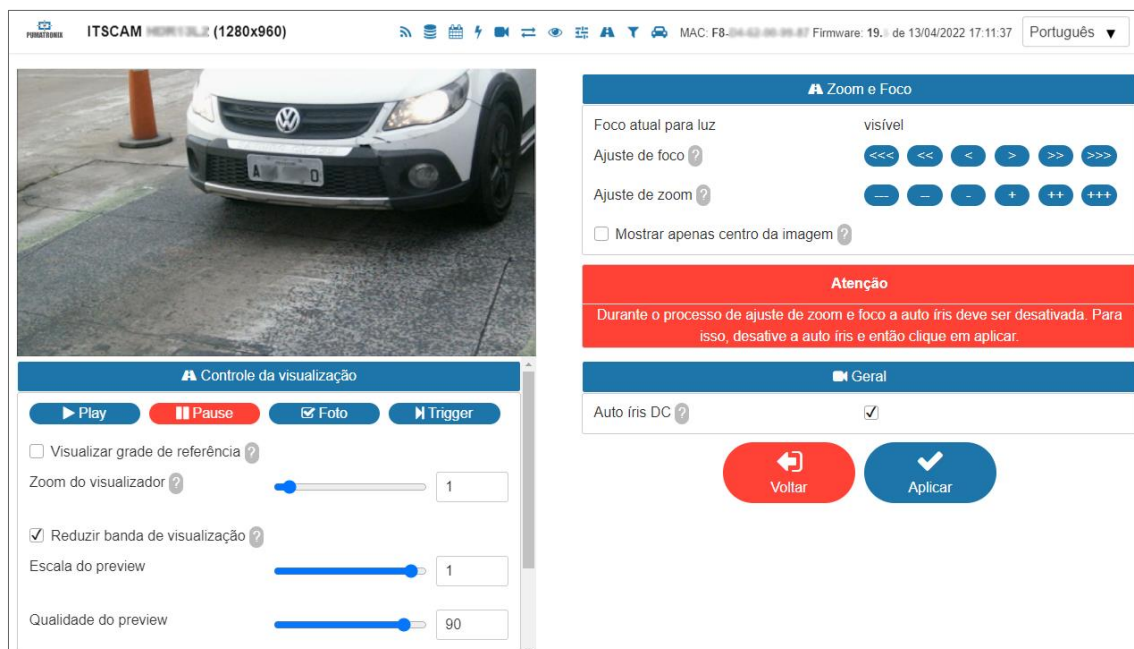 PUMATRONIX
ITSCAM (1280x960)
MAC: F8- Firmware: 19. de 13/04/2022 17:11:37
Português
A 0
Controle da visualização
Play
Pause
Foto
Trigger
Visualizar grade de referência ?
Zoom do visualizador ?
1
Reduzir banda de visualização ?
Escala do preview
1
Qualidade do preview
90
Zoom e Foco
Foco atual para luz visível
Ajuste de foco ?
<<< << < > >> >>>
Ajuste de zoom ?
--- -- - + ++ +++
Mostrar apenas centro da imagem ?
Atenção
Durante o processo de ajuste de zoom e foco a auto íris deve ser desativada. Para
isso, desative a auto íris e então clique em aplicar.
Geral
Auto íris DC ?
Voltar
Aplicar